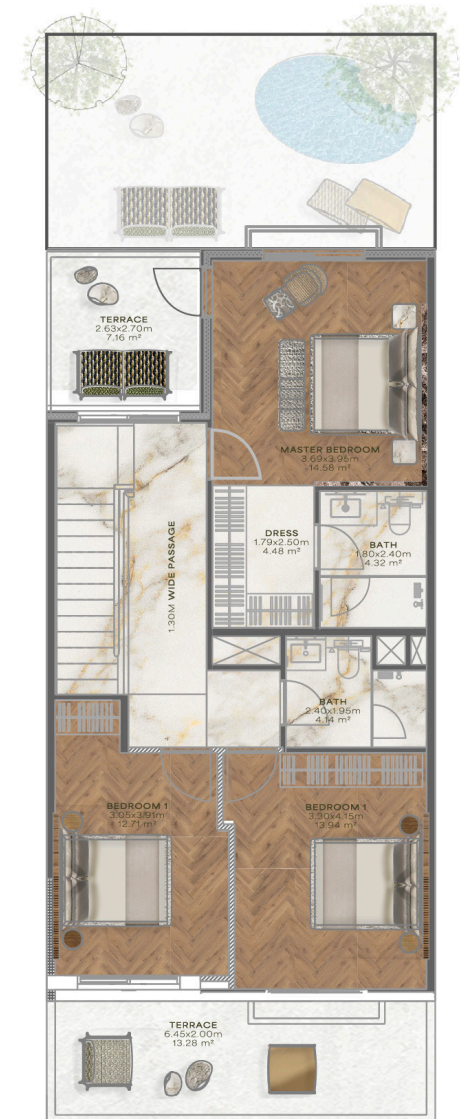 TERRACE
2.63x2.70m
7.16 m²
MASTER BEDROOM
3.69x3.95m
14.58 m²
1.30M WIDE PASSAGE
DRESS
1.79x2.50m
4.48 m²
BATH
1.80x2.40m
4.32 m²
BATH
2.40x1.95m
4.14 m²
BEDROOM 1
3.05x3.91m
12.71 m²
BEDROOM 1
3.30x4.15m
13.94 m²
TERRACE
6.45x2.00m
13.28 m²